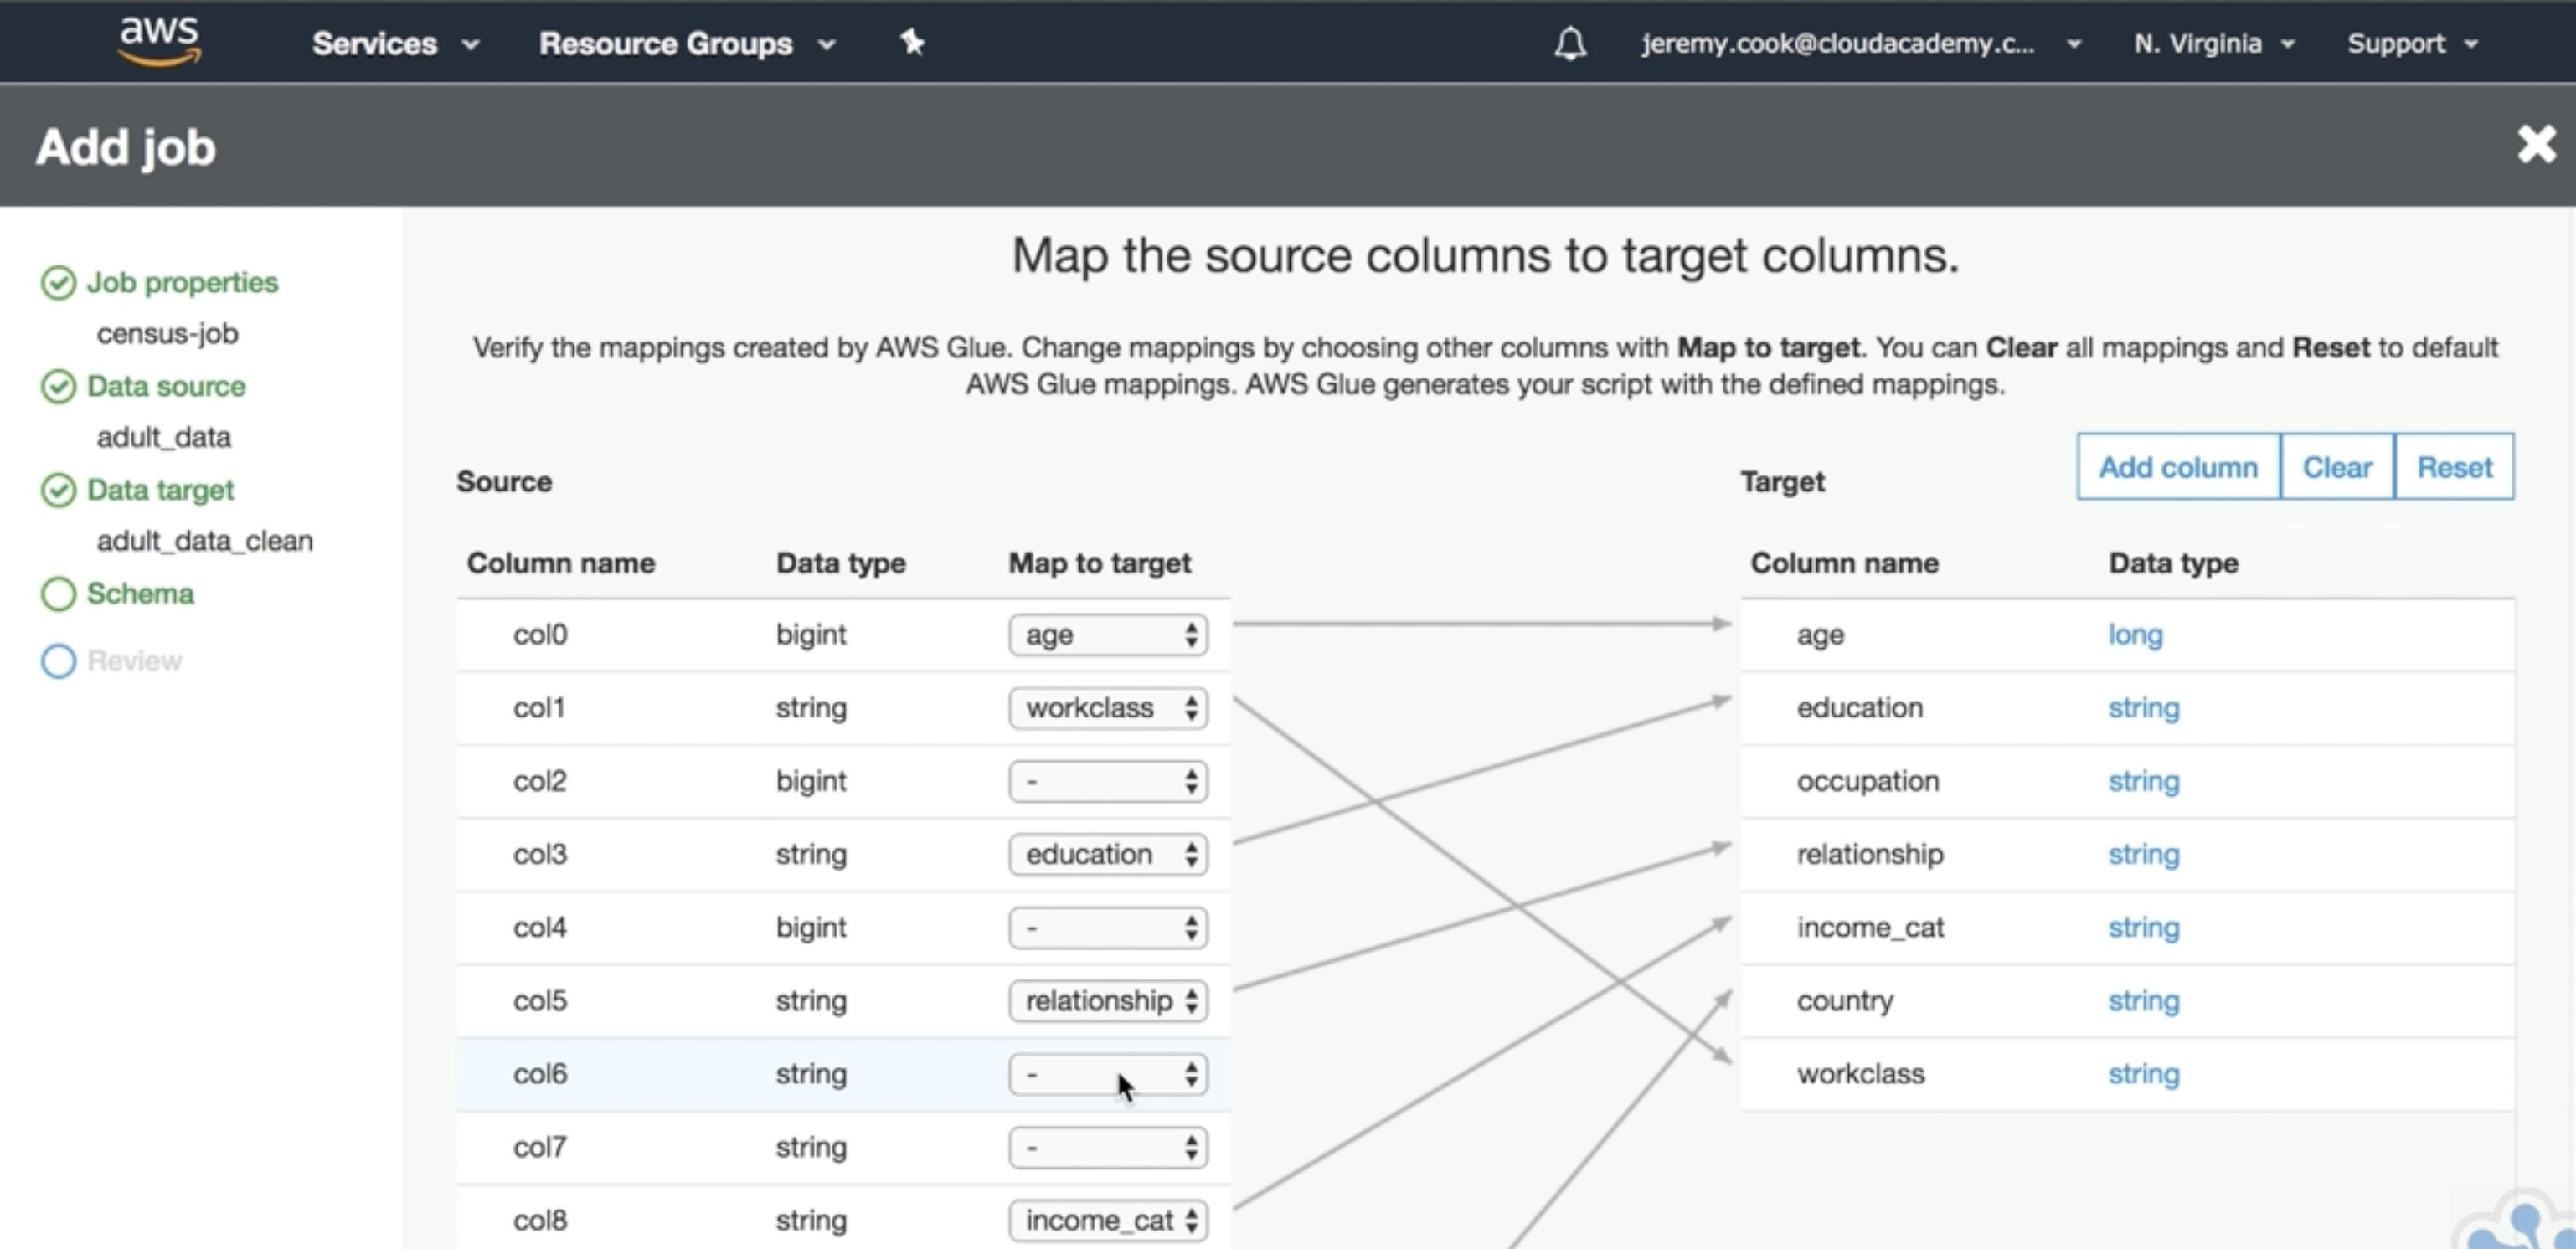 aws Services Resource Groups jeremy.cook@cloudacademy.c... N. Virginia Support
Add job
Job properties
census-job
Data source
adult_data
Data target
adult_data_clean
Schema
Review
Map the source columns to target columns.
Verify the mappings created by AWS Glue. Change mappings by choosing other columns with Map to target. You can Clear all mappings and Reset to default
AWS Glue mappings. AWS Glue generates your script with the defined mappings.
Source
Column name Data type Map to target
col0 bigint age
col1 string workclass
col2 bigint -
col3 string education
col4 bigint -
col5 string relationship
col6 string -
col7 string -
col8 string income_cat
Target Add column Clear Reset
Column name Data type
age long
education string
occupation string
relationship string
income_cat string
country string
workclass string